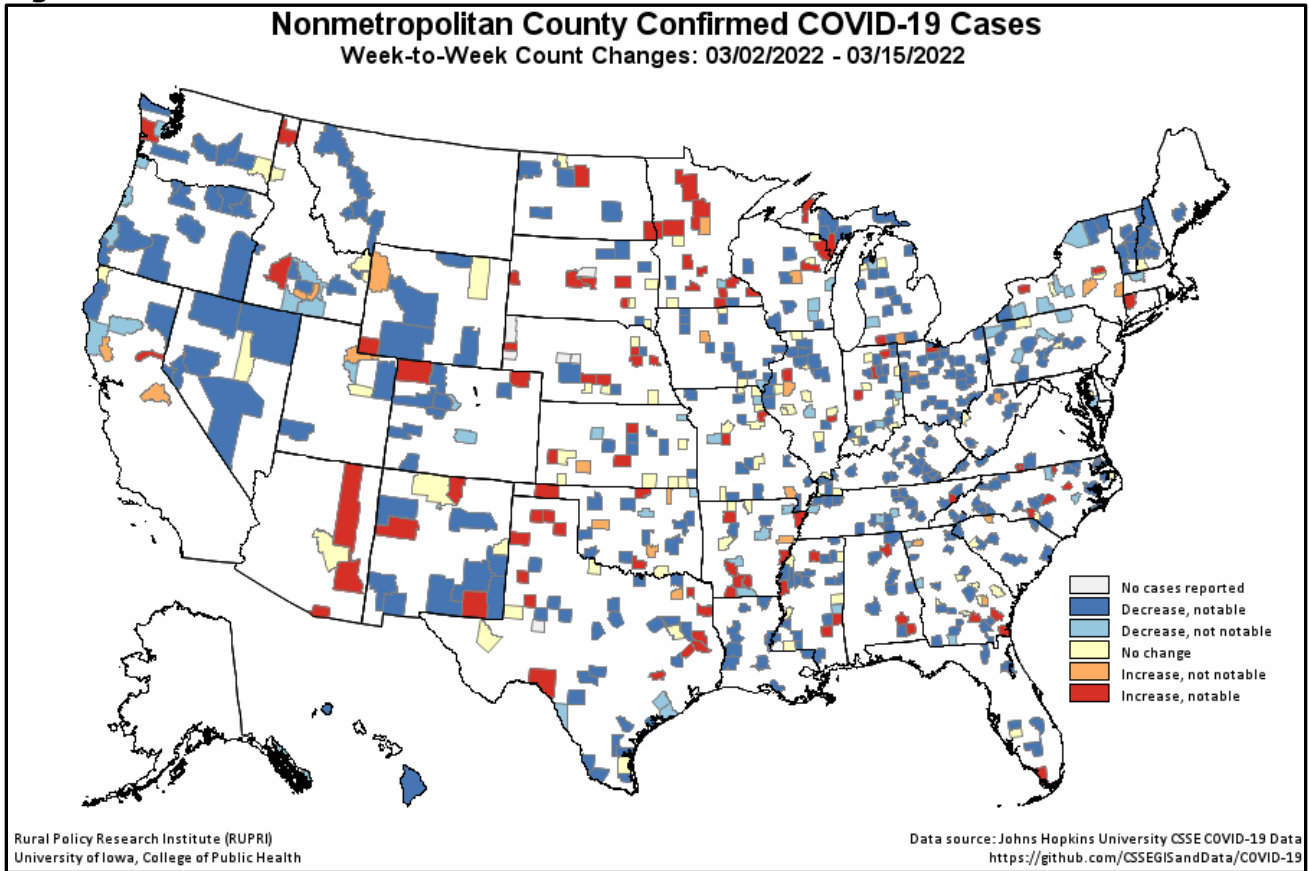 Nonmetropolitan County Confirmed COVID-19 Cases
Week-to-Week Count Changes: 03/02/2022 - 03/15/2022
No cases reported
Decrease, notable
Decrease, not notable
No change
Increase, not notable
Increase, notable
Rural Policy Research Institute (RUPRI)
University of Iowa, College of Public Health
Data source: Johns Hopkins University CSSE COVID-19 Data
https://github.com/CSSEGISandData/COVID-19